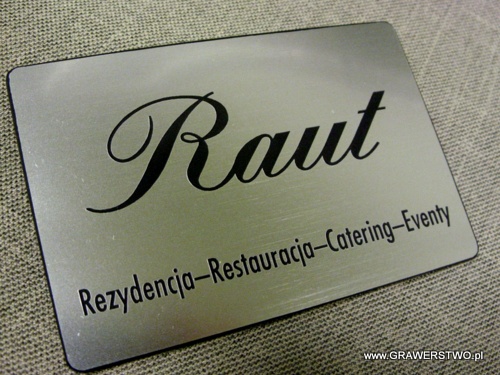 Raut
Rezydencja–Restauracja–Catering–Eventy
www.GRAWERSTWO.pl